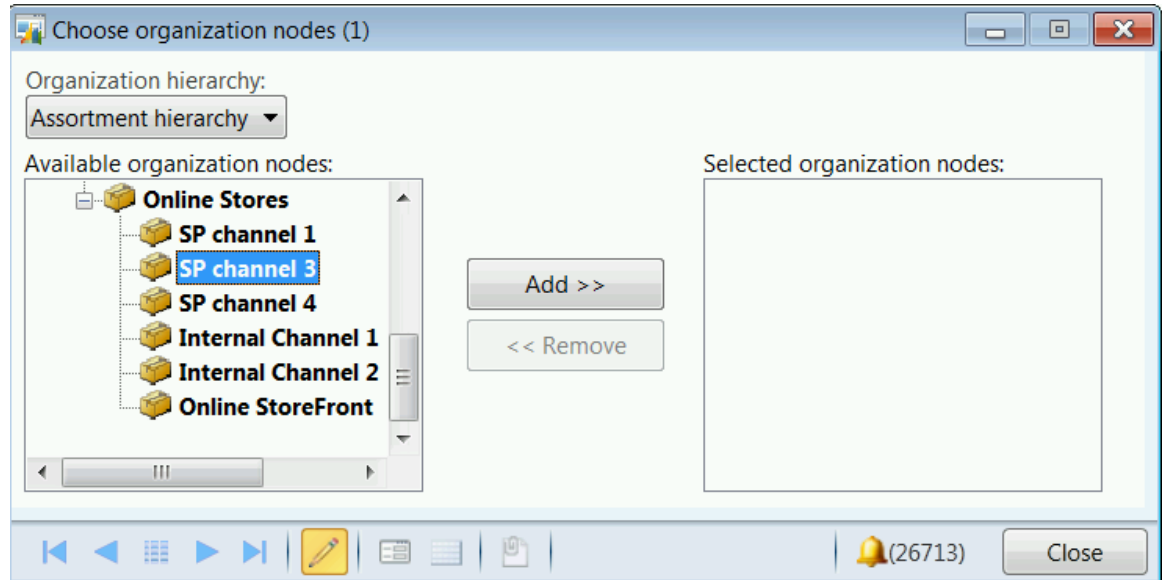 Choose organization nodes (1)
Organization hierarchy:
Assortment hierarchy
Available organization nodes:
Selected organization nodes:
Online Stores
SP channel 1
SP channel 3
SP channel 4
Internal Channel 1
Internal Channel 2
Online StoreFront
Add >>
<< Remove
(26713)
Close